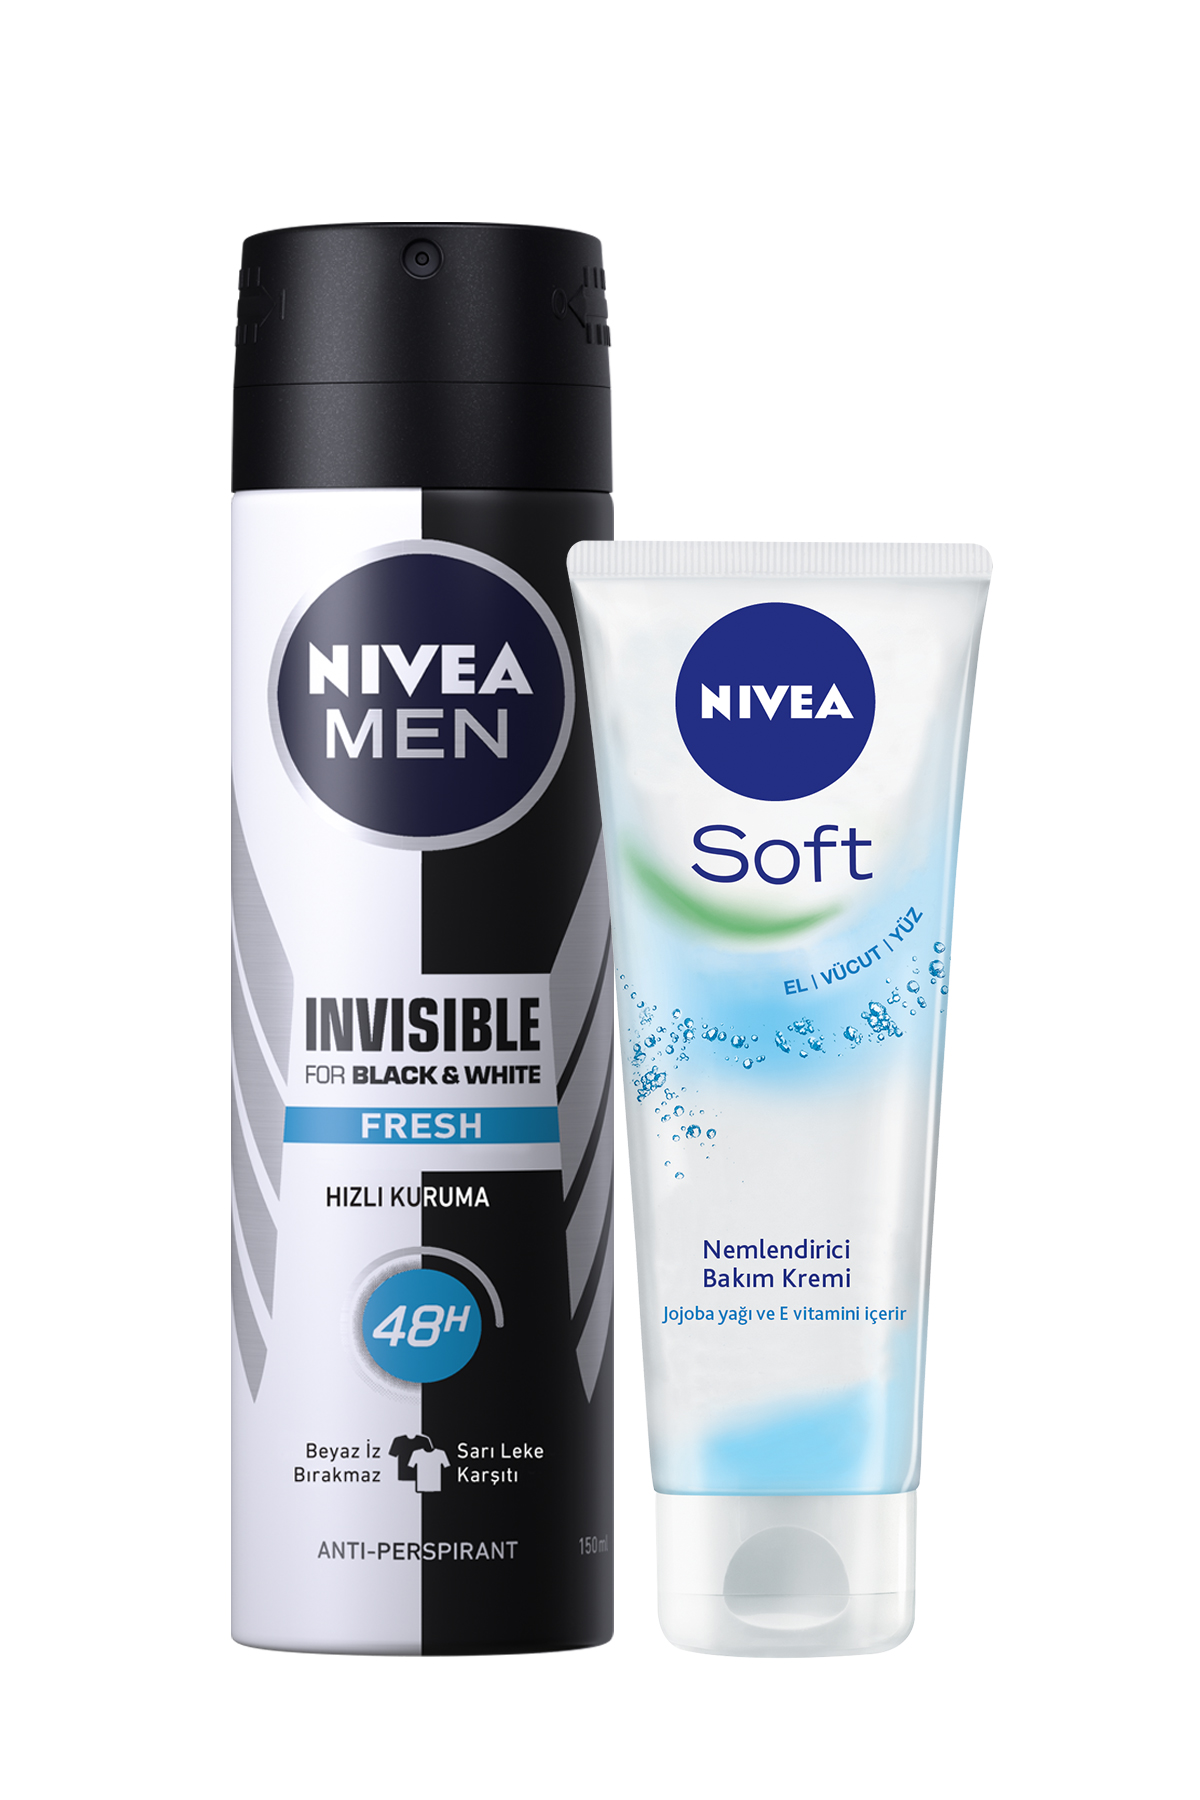 NIVEA
MEN
INVISIBLE
FOR BLACK & WHITE
FRESH
HIZLI KURUMA
48H
Beyaz İz
Bırakmaz
Sarı Leke
Karşıtı
ANTI-PERSPIRANT
150 ml
NIVEA
Soft
EL | VÜCUT | YÜZ
Nemlendirici
Bakım Kremi
Jojoba yağı ve E vitamini içerir